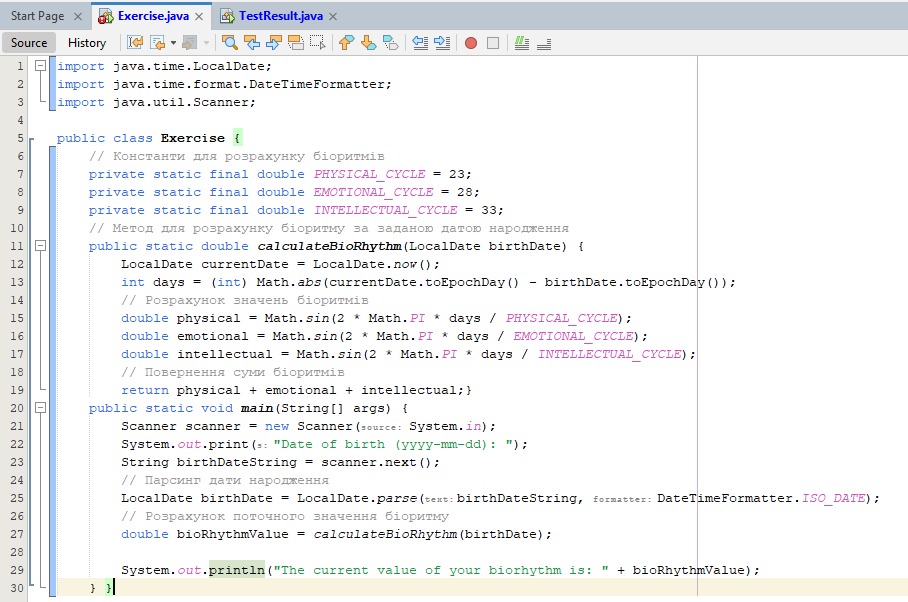 Start Page Exercise.java TestResult.java
Source History
1 import java.time.LocalDate;
2 import java.time.format.DateTimeFormatter;
3 import java.util.Scanner;
4
5 public class Exercise {
6 // Константи для розрахунку біоритмів
7 private static final double PHYSICAL_CYCLE = 23;
8 private static final double EMOTIONAL_CYCLE = 28;
9 private static final double INTELLECTUAL_CYCLE = 33;
10 // Метод для розрахунку біоритму за заданою датою народження
11 public static double calculateBioRhythm(LocalDate birthDate) {
12 LocalDate currentDate = LocalDate.now();
13 int days = (int) Math.abs(currentDate.toEpochDay() - birthDate.toEpochDay());
14 // Розрахунок значень біоритмів
15 double physical = Math.sin(2 * Math.PI * days / PHYSICAL_CYCLE);
16 double emotional = Math.sin(2 * Math.PI * days / EMOTIONAL_CYCLE);
17 double intellectual = Math.sin(2 * Math.PI * days / INTELLECTUAL_CYCLE);
18 // Повернення суми біоритмів
19 return physical + emotional + intellectual;}
20 public static void main(String[] args) {
21 Scanner scanner = new Scanner(source: System.in);
22 System.out.print(s: "Date of birth (yyyy-mm-dd): ");
23 String birthDateString = scanner.next();
24 // Парсинг дати народження
25 LocalDate birthDate = LocalDate.parse(text: birthDateString, formatter: DateTimeFormatter.ISO_DATE);
26 // Розрахунок поточного значення біоритму
27 double bioRhythmValue = calculateBioRhythm(birthDate);
28
29 System.out.println("The current value of your biorhythm is: " + bioRhythmValue);
30 } }